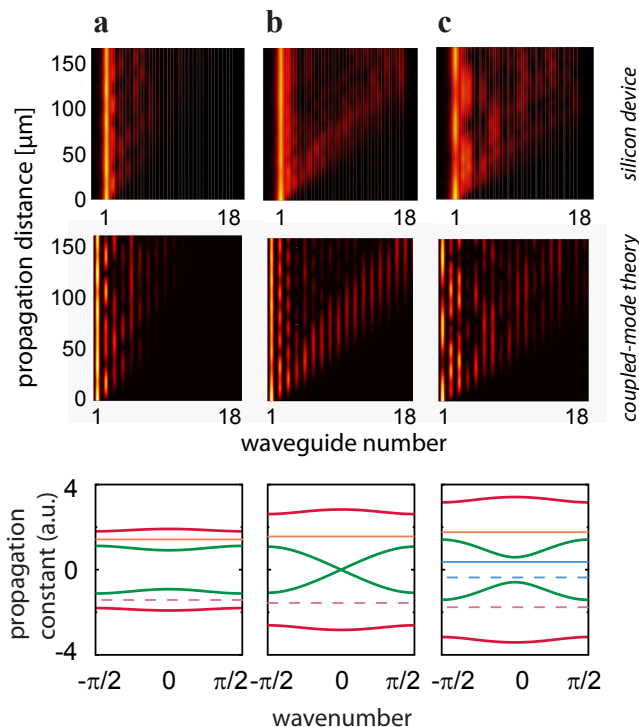 a b c
150
100
50
0
propagation distance [µm]
1 18 1 18 1 18
silicon device
150
100
50
0
1 18 1 18 1 18
coupled-mode theory
waveguide number
4
0
-4
propagation
constant (a.u.)
-π/2 0 π/2 -π/2 0 π/2 -π/2 0 π/2
wavenumber